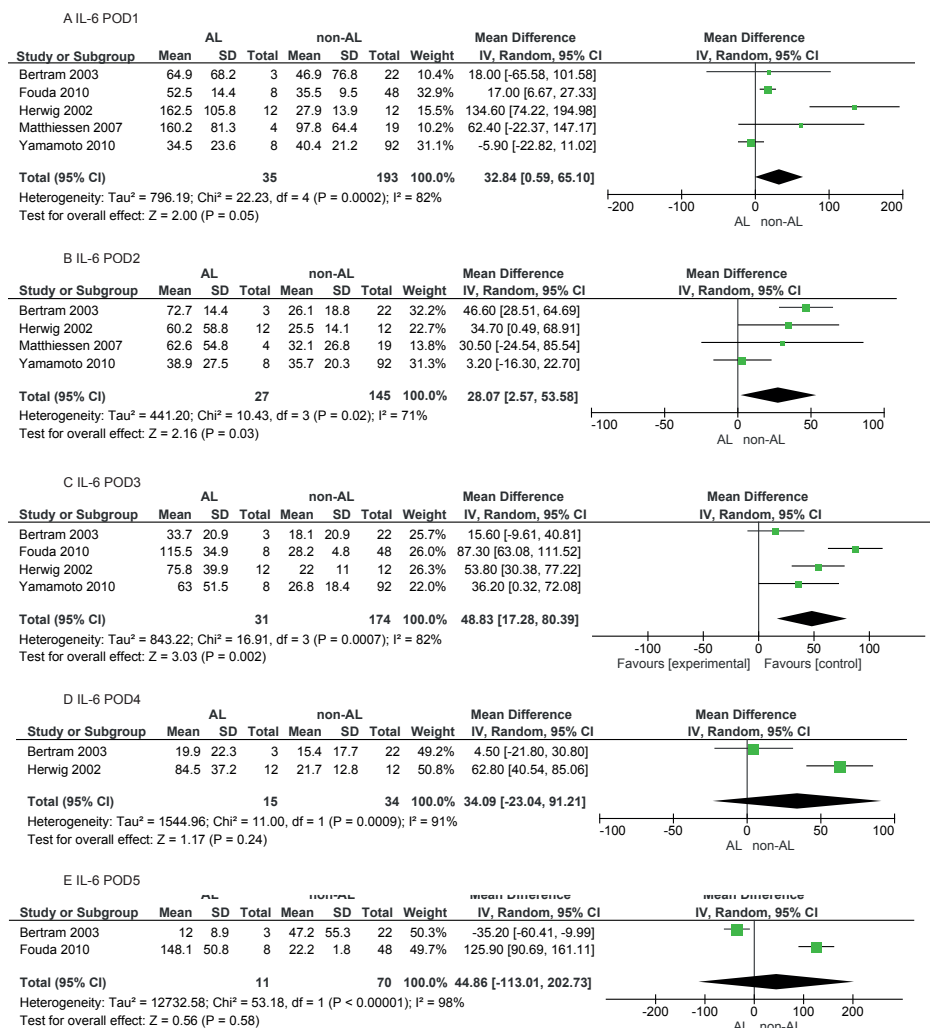 A IL-6 POD1
AL non-AL Mean Difference Mean Difference
Study or Subgroup Mean SD Total Mean SD Total Weight IV, Random, 95% CI IV, Random, 95% CI
Bertram 2003 64.9 68.2 3 46.9 76.8 22 10.4% 18.00 [-65.58, 101.58]
Fouda 2010 52.5 14.4 8 35.5 9.5 48 32.9% 17.00 [6.67, 27.33]
Herwig 2002 162.5 105.8 12 27.9 13.9 12 15.5% 134.60 [74.22, 194.98]
Matthiessen 2007 160.2 81.3 4 97.8 64.4 19 10.2% 62.40 [-22.37, 147.17]
Yamamoto 2010 34.5 23.6 8 40.4 21.2 92 31.1% -5.90 [-22.82, 11.02]
Total (95% CI) 35 193 100.0% 32.84 [0.59, 65.10]
Heterogeneity: Tau² = 796.19; Chi² = 22.23, df = 4 (P = 0.0002); I² = 82%
Test for overall effect: Z = 2.00 (P = 0.05)
-200 -100 0 100 200
AL non-AL
B IL-6 POD2
AL non-AL Mean Difference Mean Difference
Study or Subgroup Mean SD Total Mean SD Total Weight IV, Random, 95% CI IV, Random, 95% CI
Bertram 2003 72.7 14.4 3 26.1 18.8 22 32.2% 46.60 [28.51, 64.69]
Herwig 2002 60.2 58.8 12 25.5 14.1 12 22.7% 34.70 [0.49, 68.91]
Matthiessen 2007 62.6 54.8 4 32.1 26.8 19 13.8% 30.50 [-24.54, 85.54]
Yamamoto 2010 38.9 27.5 8 35.7 20.3 92 31.3% 3.20 [-16.30, 22.70]
Total (95% CI) 27 145 100.0% 28.07 [2.57, 53.58]
Heterogeneity: Tau² = 441.20; Chi² = 10.43, df = 3 (P = 0.02); I² = 71%
Test for overall effect: Z = 2.16 (P = 0.03)
-100 -50 0 50 100
AL non-AL
C IL-6 POD3
AL non-AL Mean Difference Mean Difference
Study or Subgroup Mean SD Total Mean SD Total Weight IV, Random, 95% CI IV, Random, 95% CI
Bertram 2003 33.7 20.9 3 18.1 20.9 22 25.7% 15.60 [-9.61, 40.81]
Fouda 2010 115.5 34.9 8 28.2 4.8 48 26.0% 87.30 [63.08, 111.52]
Herwig 2002 75.8 39.9 12 22 11 12 26.3% 53.80 [30.38, 77.22]
Yamamoto 2010 63 51.5 8 26.8 18.4 92 22.0% 36.20 [0.32, 72.08]
Total (95% CI) 31 174 100.0% 48.83 [17.28, 80.39]
Heterogeneity: Tau² = 843.22; Chi² = 16.91, df = 3 (P = 0.0007); I² = 82%
Test for overall effect: Z = 3.03 (P = 0.002)
-100 -50 0 50 100
Favours [experimental] Favours [control]
D IL-6 POD4
AL non-AL Mean Difference Mean Difference
Study or Subgroup Mean SD Total Mean SD Total Weight IV, Random, 95% CI IV, Random, 95% CI
Bertram 2003 19.9 22.3 3 15.4 17.7 22 49.2% 4.50 [-21.80, 30.80]
Herwig 2002 84.5 37.2 12 21.7 12.8 12 50.8% 62.80 [40.54, 85.06]
Total (95% CI) 15 34 100.0% 34.09 [-23.04, 91.21]
Heterogeneity: Tau² = 1544.96; Chi² = 11.00, df = 1 (P = 0.0009); I² = 91%
Test for overall effect: Z = 1.17 (P = 0.24)
-100 -50 0 50 100
AL non-AL
E IL-6 POD5
AL non-AL Mean Difference Mean Difference
Study or Subgroup Mean SD Total Mean SD Total Weight IV, Random, 95% CI IV, Random, 95% CI
Bertram 2003 12 8.9 3 47.2 55.3 22 50.3% -35.20 [-60.41, -9.99]
Fouda 2010 148.1 50.8 8 22.2 1.8 48 49.7% 125.90 [90.69, 161.11]
Total (95% CI) 11 70 100.0% 44.86 [-113.01, 202.73]
Heterogeneity: Tau² = 12732.58; Chi² = 53.18, df = 1 (P < 0.00001); I² = 98%
Test for overall effect: Z = 0.56 (P = 0.58)
-200 -100 0 100 200
AL non-AL